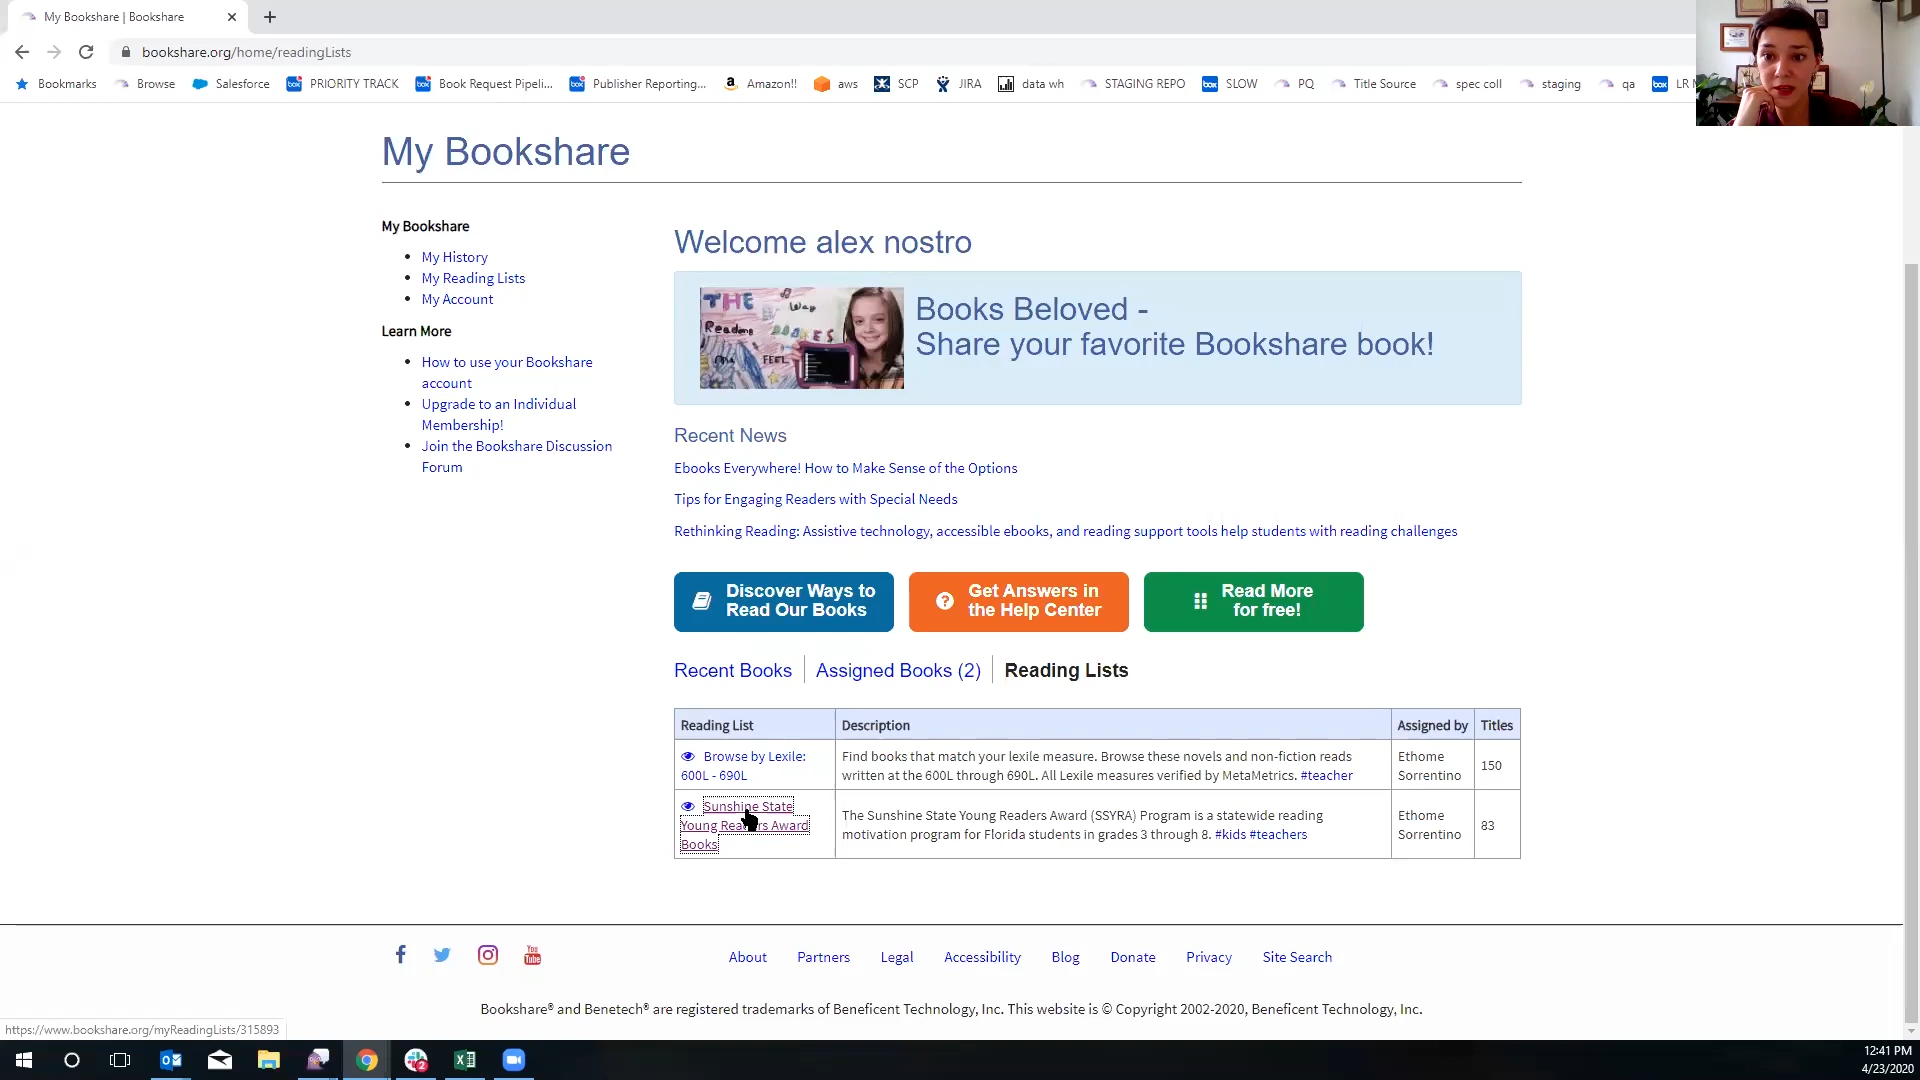 My Bookshare | Bookshare
bookshare.org/home/readingLists
Bookmarks Browse Salesforce PRIORITY TRACK Book Request Pipeli... Publisher Reporting... Amazon!! aws SCP JIRA data wh STAGING REPO SLOW PQ Title Source spec coll staging qa LR
My Bookshare
My Bookshare
My History
My Reading Lists
My Account
Learn More
How to use your Bookshare
account
Upgrade to an Individual
Membership!
Join the Bookshare Discussion
Forum
Welcome alex nostro
THE Way
Books Beloved -
Share your favorite Bookshare book!
Recent News
Ebooks Everywhere! How to Make Sense of the Options
Tips for Engaging Readers with Special Needs
Rethinking Reading: Assistive technology, accessible ebooks, and reading support tools help students with reading challenges
Discover Ways to
Read Our Books
Get Answers in
the Help Center
Read More
for free!
Recent Books Assigned Books (2) Reading Lists
Reading List Description Assigned by Titles
Browse by Lexile:
600L - 690L
Find books that match your lexile measure. Browse these novels and non-fiction reads
written at the 600L through 690L. All Lexile measures verified by MetaMetrics. #teacher
Ethome
Sorrentino
150
Sunshine State
Young Readers Award
Books
The Sunshine State Young Readers Award (SSYRA) Program is a statewide reading
motivation program for Florida students in grades 3 through 8. #kids #teachers
Ethome
Sorrentino
83
You
Tube
About Partners Legal Accessibility Blog Donate Privacy Site Search
Bookshare® and Benetech® are registered trademarks of Beneficent Technology, Inc. This website is © Copyright 2002-2020, Beneficent Technology, Inc.
https://www.bookshare.org/myReadingLists/315893
12:41 PM
4/23/2020